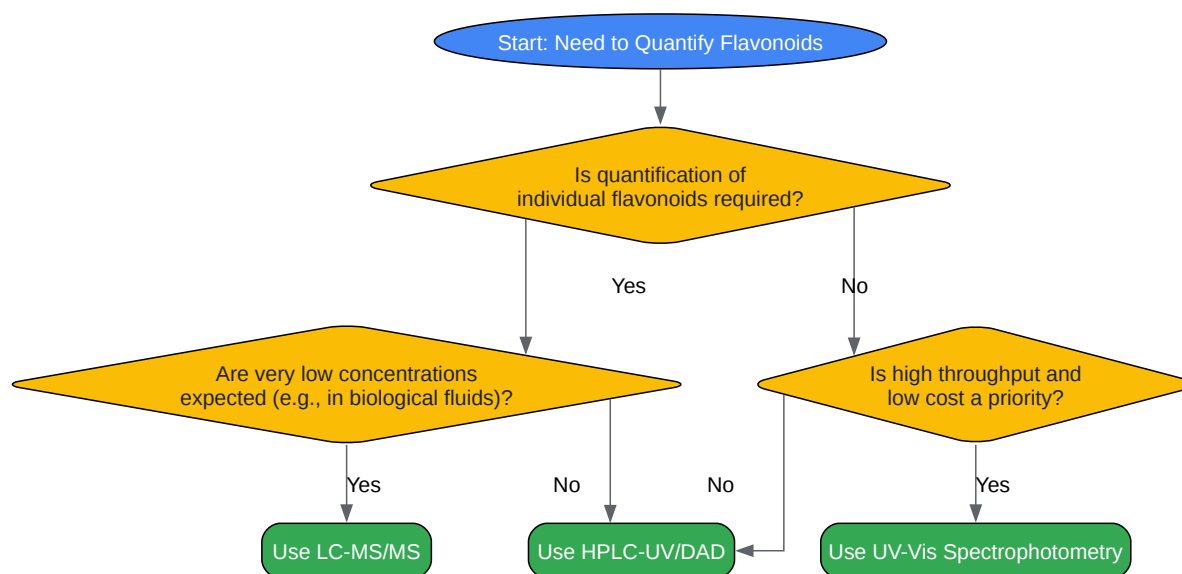 Start: Need to Quantify Flavonoids
Is quantification of
individual flavonoids required?
Yes
No
Are very low concentrations
expected (e.g., in biological fluids)?
Is high throughput and
low cost a priority?
Yes
No
No
Yes
Use LC-MS/MS
Use HPLC-UV/DAD
Use UV-Vis Spectrophotometry